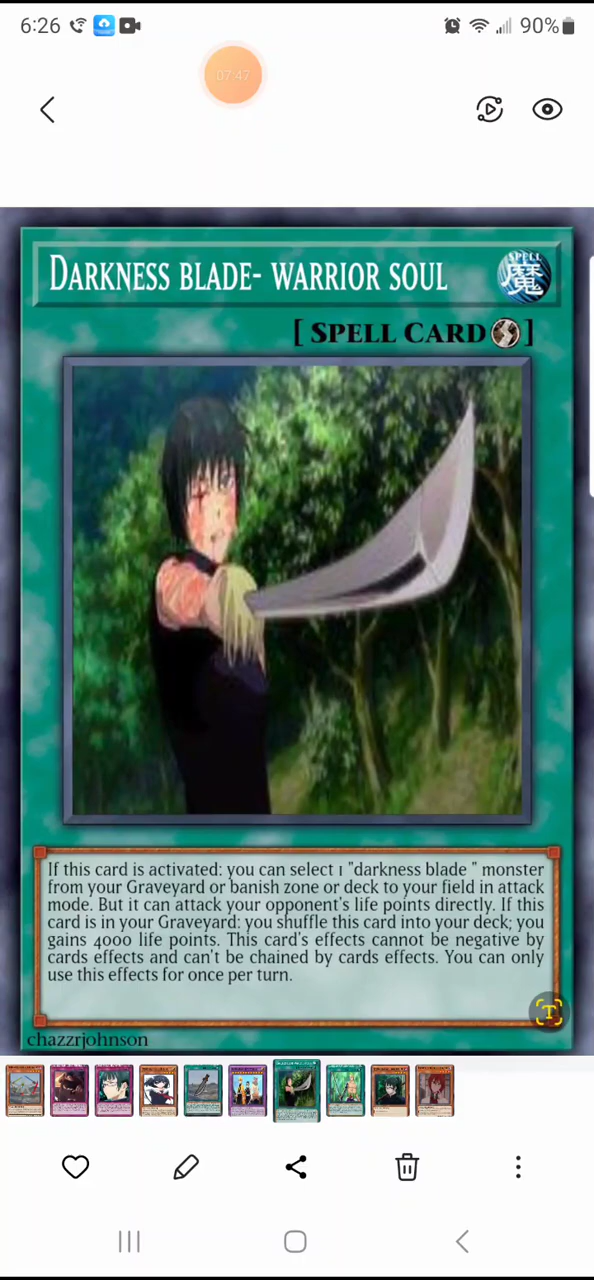 6:26
90%
07:47
DARKNESS BLADE- WARRIOR SOUL
SPELL
魔
[ SPELL CARD ]
If this card is activated: you can select 1 "darkness blade " monster
from your Graveyard or banish zone or deck to your field in attack
mode. But it can attack your opponent's life points directly. If this
card is in your Graveyard: you shuffle this card into your deck; you
gains 4000 life points. This card's effects cannot be negative by
cards effects and can't be chained by cards effects. You can only
use this effects for once per turn.
T
chazzrjohnson